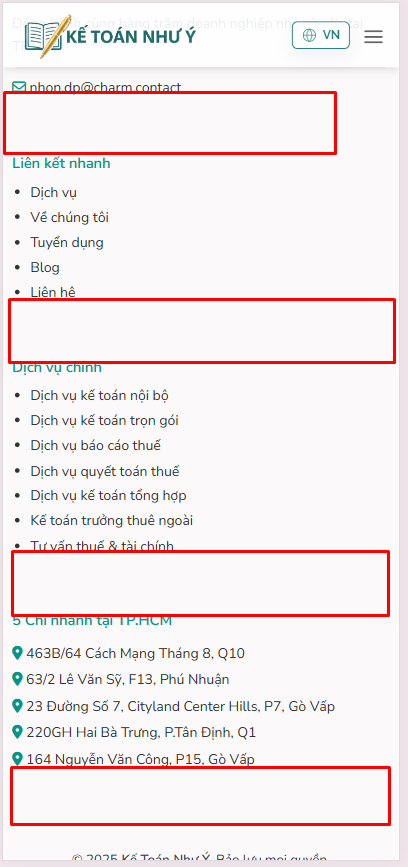 KẾ TOÁN NHƯ Ý
VN
nhon.dp@charm.contact
Liên kết nhanh
Dịch vụ
Về chúng tôi
Tuyển dụng
Blog
Liên hệ
Dịch vụ chính
Dịch vụ kế toán nội bộ
Dịch vụ kế toán trọn gói
Dịch vụ báo cáo thuế
Dịch vụ quyết toán thuế
Dịch vụ kế toán tổng hợp
Kế toán trưởng thuê ngoài
Tư vấn thuế & tài chính
5 Chi nhánh tại TP.HCM
463B/64 Cách Mạng Tháng 8, Q10
63/2 Lê Văn Sỹ, F13, Phú Nhuận
23 Đường Số 7, Cityland Center Hills, P7, Gò Vấp
220GH Hai Bà Trưng, P.Tân Định, Q1
164 Nguyễn Văn Công, P15, Gò Vấp
© 2025 Kế Toán Như Ý. Bảo lưu mọi quyền